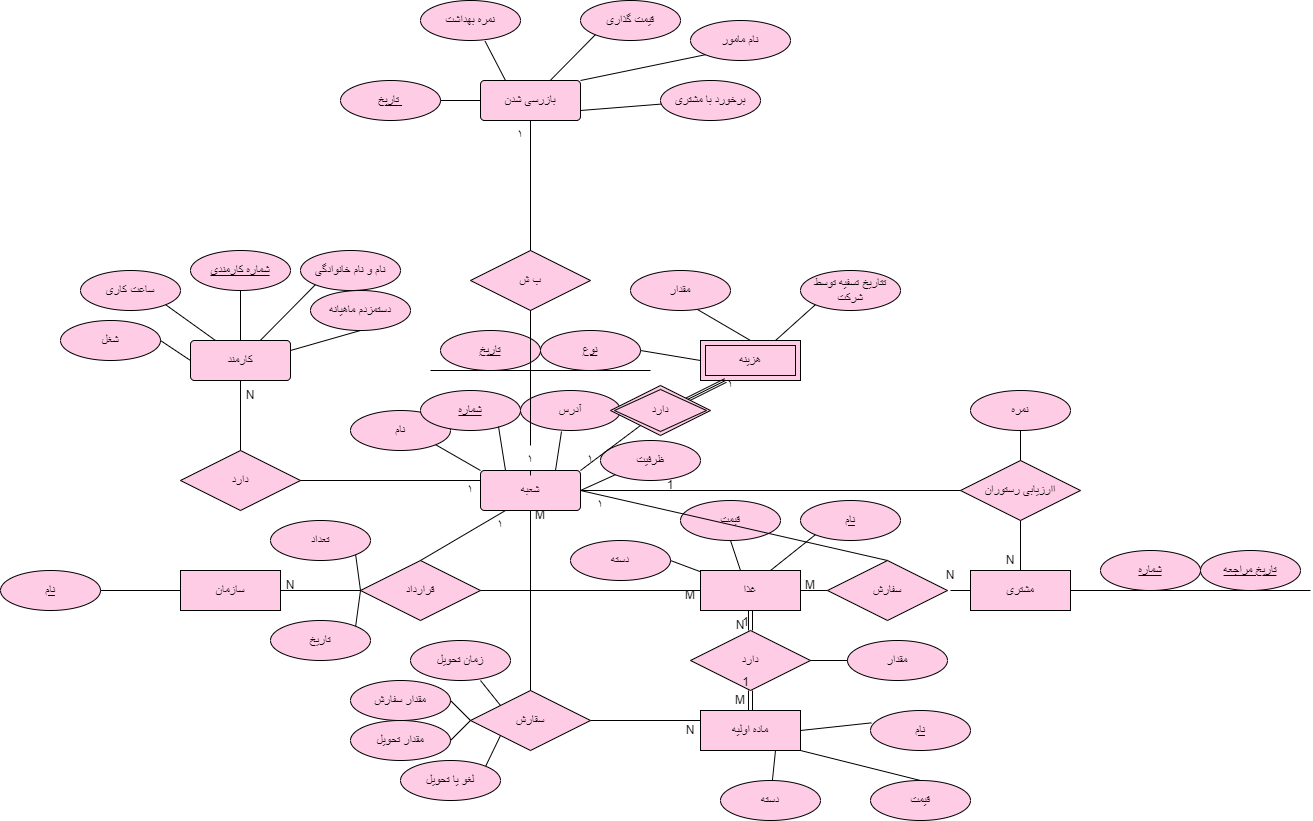 نمره بهداشت
قیمت گذاری
نام مامور
تاریخ
بازرسی شدن
برخورد با مشتری
۱
ب ش
ساعت کاری
شماره کارمندی
نام و نام خانوادگی
دستمزدم ماهیانه
شغل
کارمند
N
مقدار
تتاریخ تسفیه توسط
شرکت
تاریخ
نوع
هزینه
۱
دارد
نام
شماره
آدرس
ظرفیت
۱
۱
نمره
دارد
۱
شعبه
1
۱
اارزیابی رستوران
N
M
۱
قیمت
نام
تعداد
دسته
نام
سازمان
N
قرارداد
M
غذا
M
سفارش
N
مشتری
شماره
تاریخ مراجعه
تاریخ
N
1
دارد
مقدار
1
M
زمان تحویل
مقدار سفارش
مقدار تحویل
لغو یا تحویل
سفارش
N
ماده اولیه
نام
دسته
قیمت